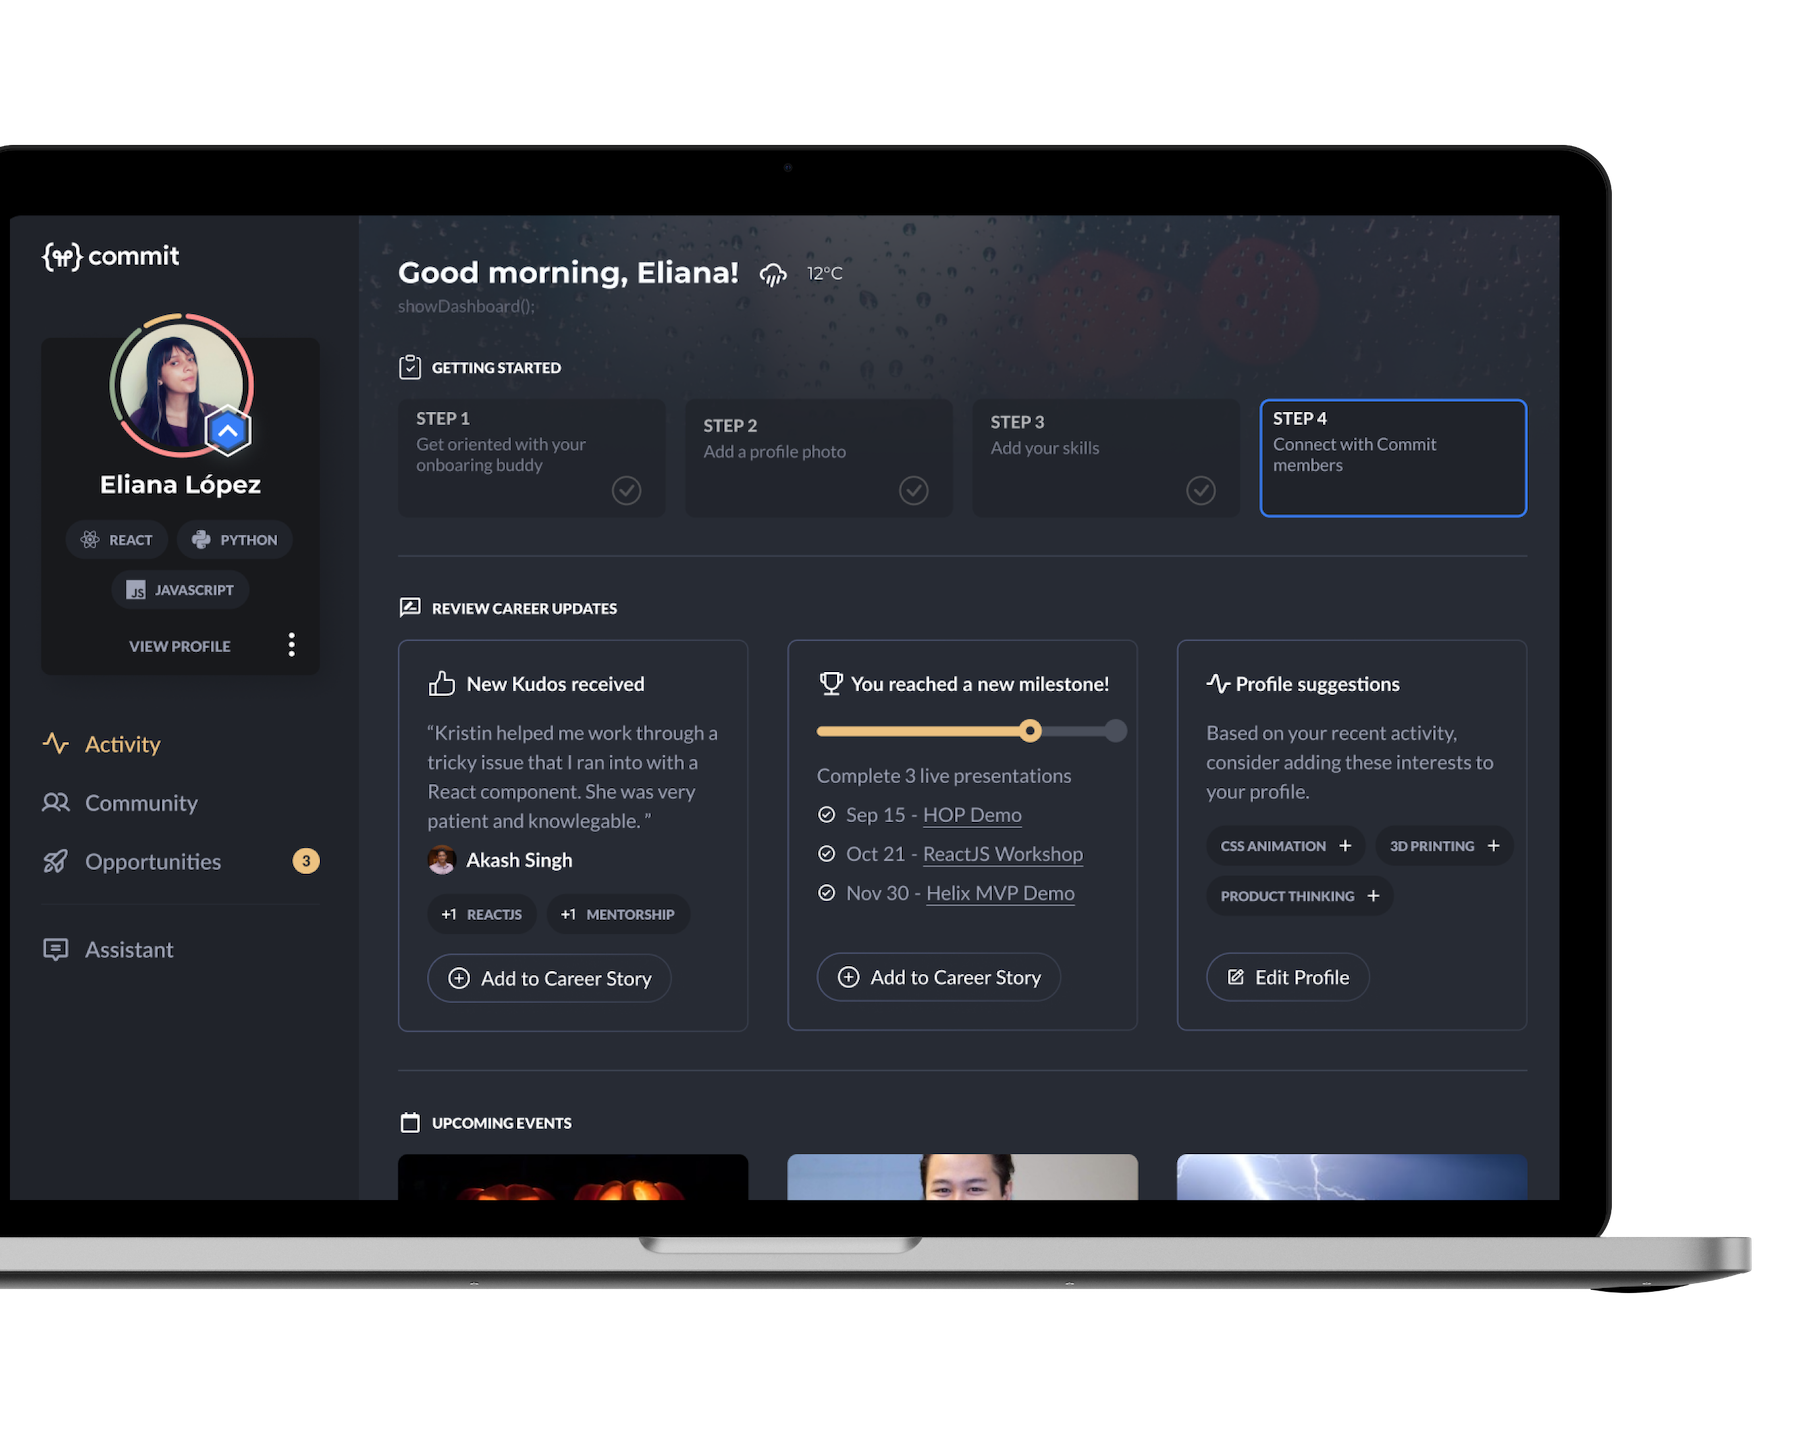 commit
Eliana López
REACT
PYTHON
JS
JAVASCRIPT
VIEW PROFILE
Activity
Community
Opportunities
3
Assistant
Good morning, Eliana!
12°C
showDashboard();
GETTING STARTED
STEP 1
Get oriented with your
onboaring buddy
STEP 2
Add a profile photo
STEP 3
Add your skills
STEP 4
Connect with Commit
members
REVIEW CAREER UPDATES
New Kudos received
“Kristin helped me work through a
tricky issue that I ran into with a
React component. She was very
patient and knowlegable. ”
Akash Singh
+1 REACTJS
+1 MENTORSHIP
Add to Career Story
You reached a new milestone!
Complete 3 live presentations
Sep 15 - HOP Demo
Oct 21 - ReactJS Workshop
Nov 30 - Helix MVP Demo
Add to Career Story
Profile suggestions
Based on your recent activity,
consider adding these interests to
your profile.
CSS ANIMATION +
3D PRINTING +
PRODUCT THINKING +
Edit Profile
UPCOMING EVENTS